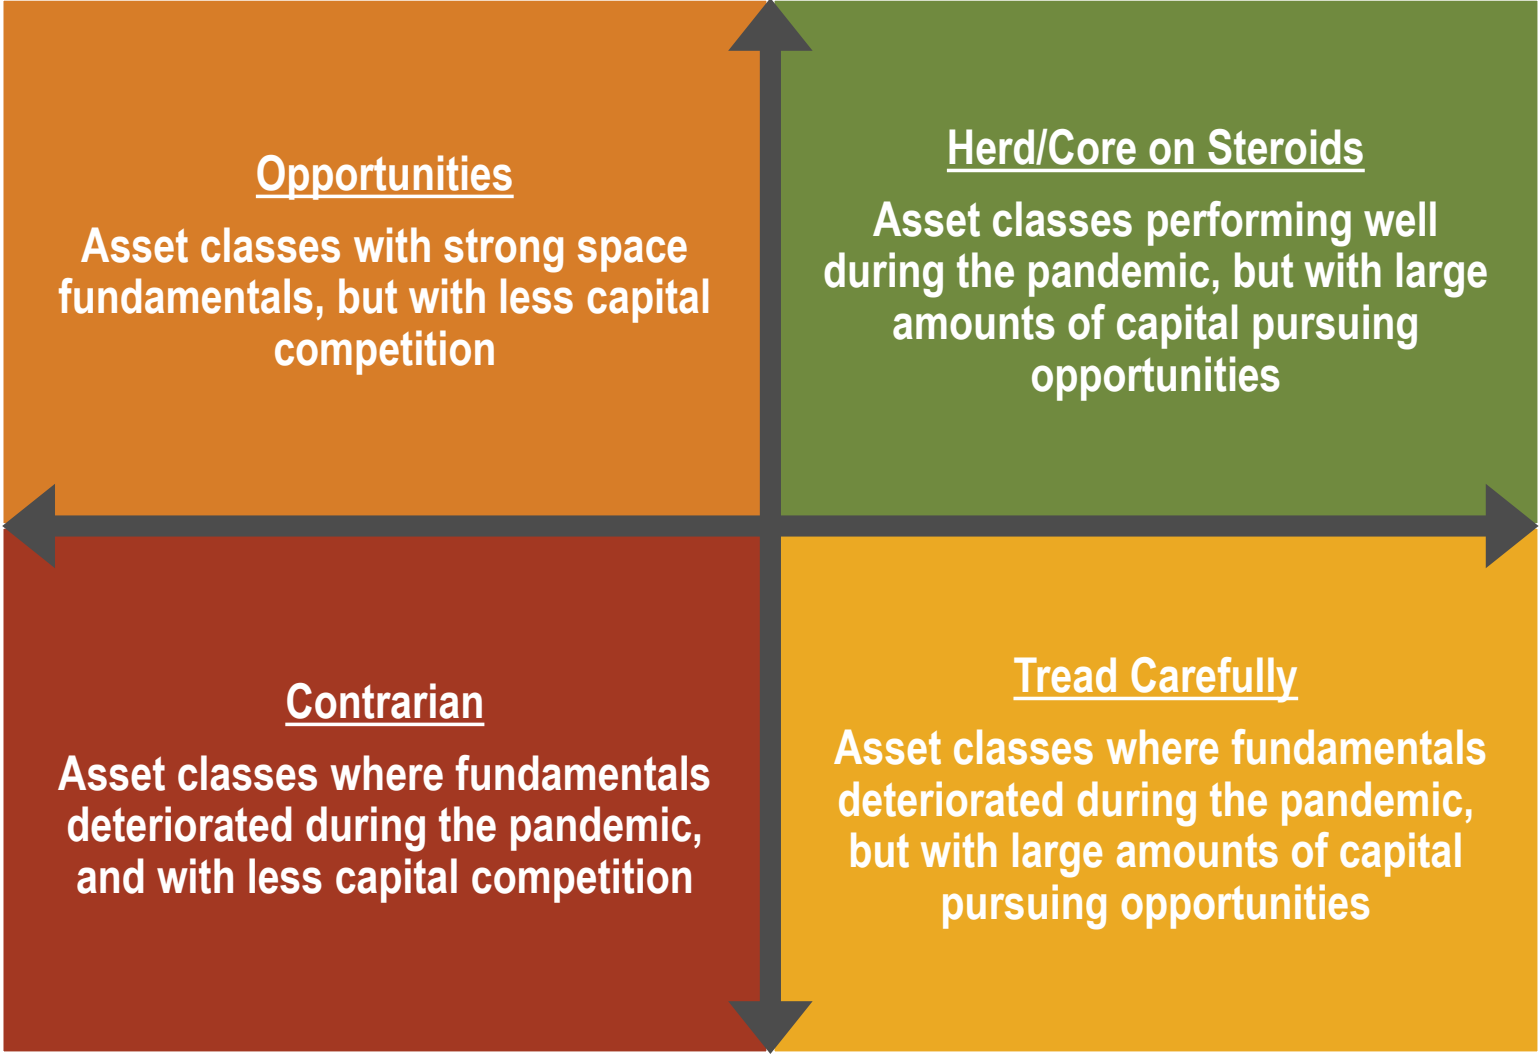 Opportunities
Asset classes with strong space
fundamentals, but with less capital
competition
Herd/Core on Steroids
Asset classes performing well
during the pandemic, but with large
amounts of capital pursuing
opportunities
Contrarian
Asset classes where fundamentals
deteriorated during the pandemic,
and with less capital competition
Tread Carefully
Asset classes where fundamentals
deteriorated during the pandemic,
but with large amounts of capital
pursuing opportunities